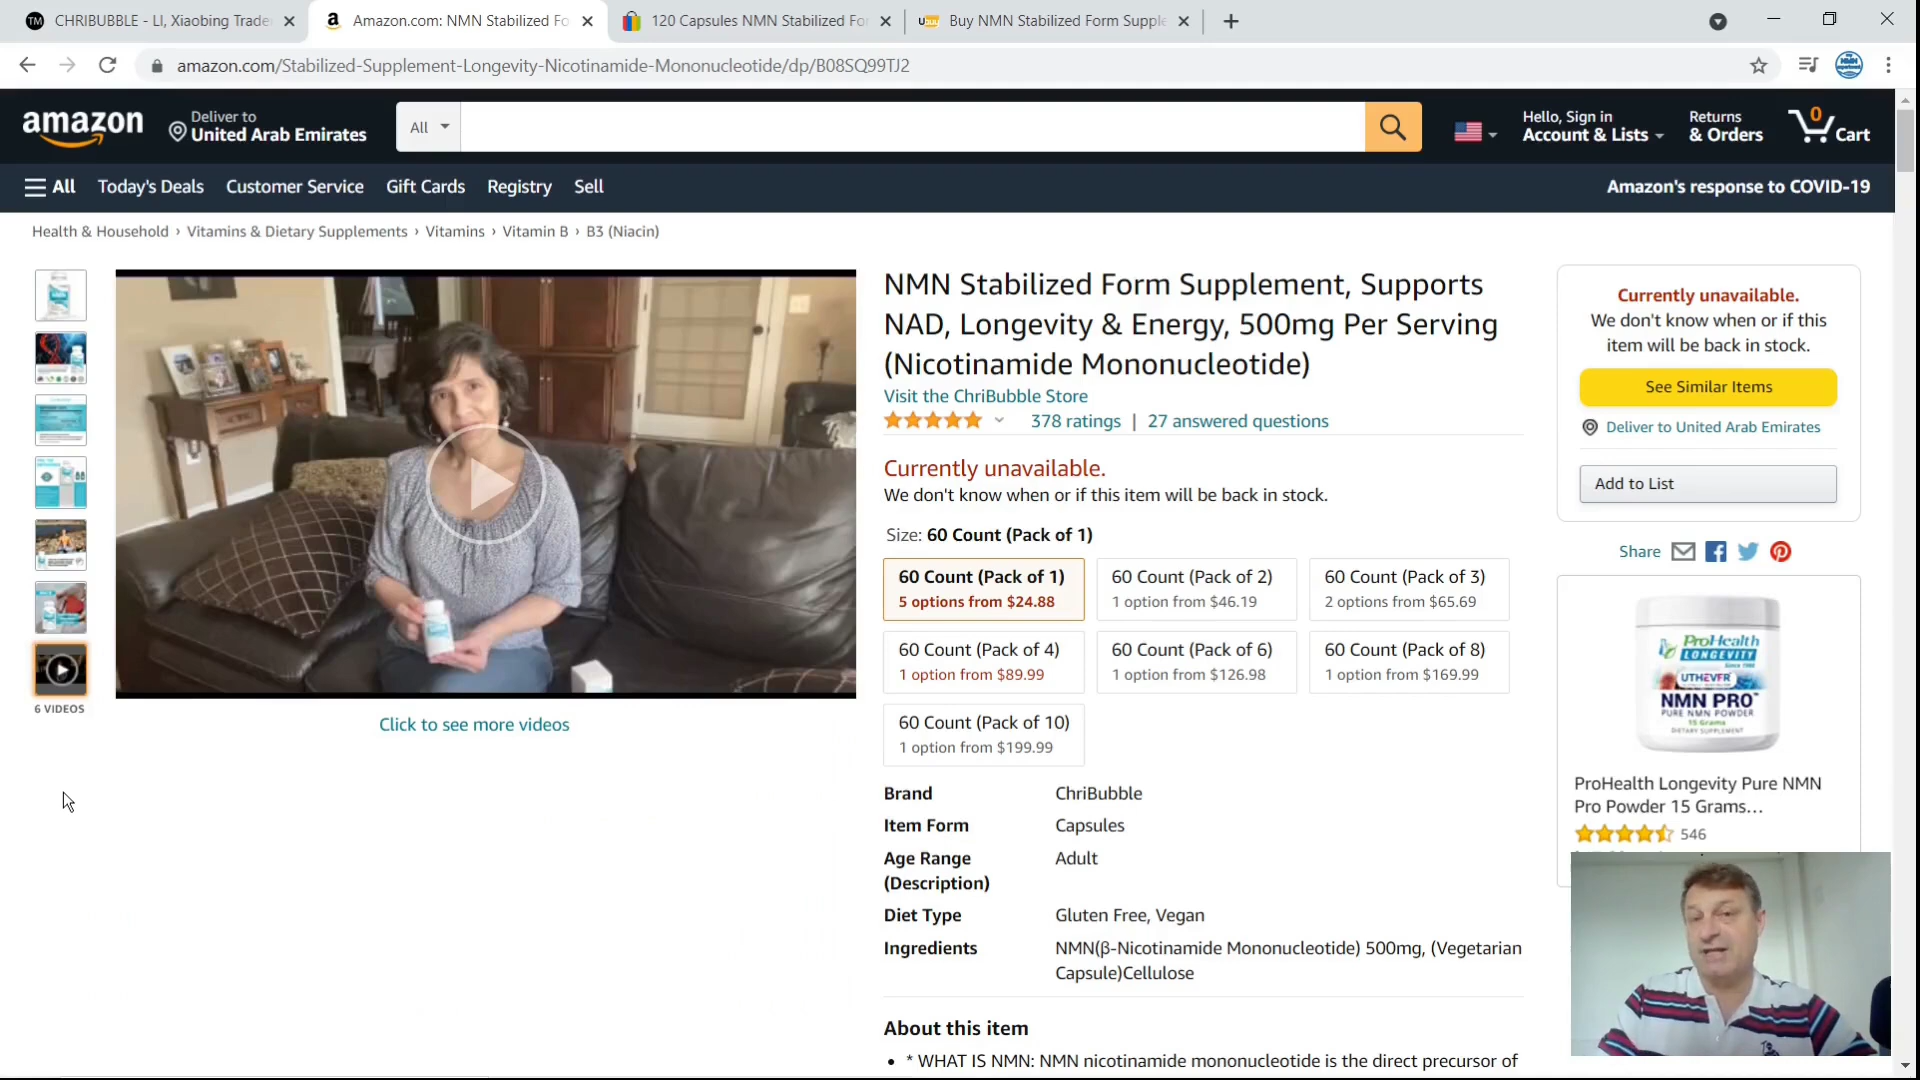 CHRIBUBBLE - LI, Xiaobing Trade
Amazon.com: NMN Stabilized Fo
120 Capsules NMN Stabilized Fo
Buy NMN Stabilized Form Supple
amazon.com/Stabilized-Supplement-Longevity-Nicotinamide-Mononucleotide/dp/B08SQ99TJ2
amazon
Deliver to
United Arab Emirates
All
Hello, Sign in
Account & Lists
Returns
& Orders
0
Cart
All Today's Deals Customer Service Gift Cards Registry Sell
Amazon's response to COVID-19
Health & Household › Vitamins & Dietary Supplements › Vitamins › Vitamin B › B3 (Niacin)
6 VIDEOS
Click to see more videos
NMN Stabilized Form Supplement, Supports
NAD, Longevity & Energy, 500mg Per Serving
(Nicotinamide Mononucleotide)
Visit the ChriBubble Store
378 ratings | 27 answered questions
Currently unavailable.
We don't know when or if this item will be back in stock.
Size: 60 Count (Pack of 1)
60 Count (Pack of 1)
5 options from $24.88
60 Count (Pack of 2)
1 option from $46.19
60 Count (Pack of 3)
2 options from $65.69
60 Count (Pack of 4)
1 option from $89.99
60 Count (Pack of 6)
1 option from $126.98
60 Count (Pack of 8)
1 option from $169.99
60 Count (Pack of 10)
1 option from $199.99
Brand ChriBubble
Item Form Capsules
Age Range Adult
(Description)
Diet Type Gluten Free, Vegan
Ingredients NMN(β-Nicotinamide Mononucleotide) 500mg, (Vegetarian
Capsule)Cellulose
About this item
• * WHAT IS NMN: NMN nicotinamide mononucleotide is the direct precursor of
Currently unavailable.
We don't know when or if this
item will be back in stock.
See Similar Items
Deliver to United Arab Emirates
Add to List
Share
ProHealth
LONGEVITY
Since 1988
UTHEVER
NMN PRO™
PURE NMN POWDER
15 Grams
DIETARY SUPPLEMENT
ProHealth Longevity Pure NMN
Pro Powder 15 Grams...
546